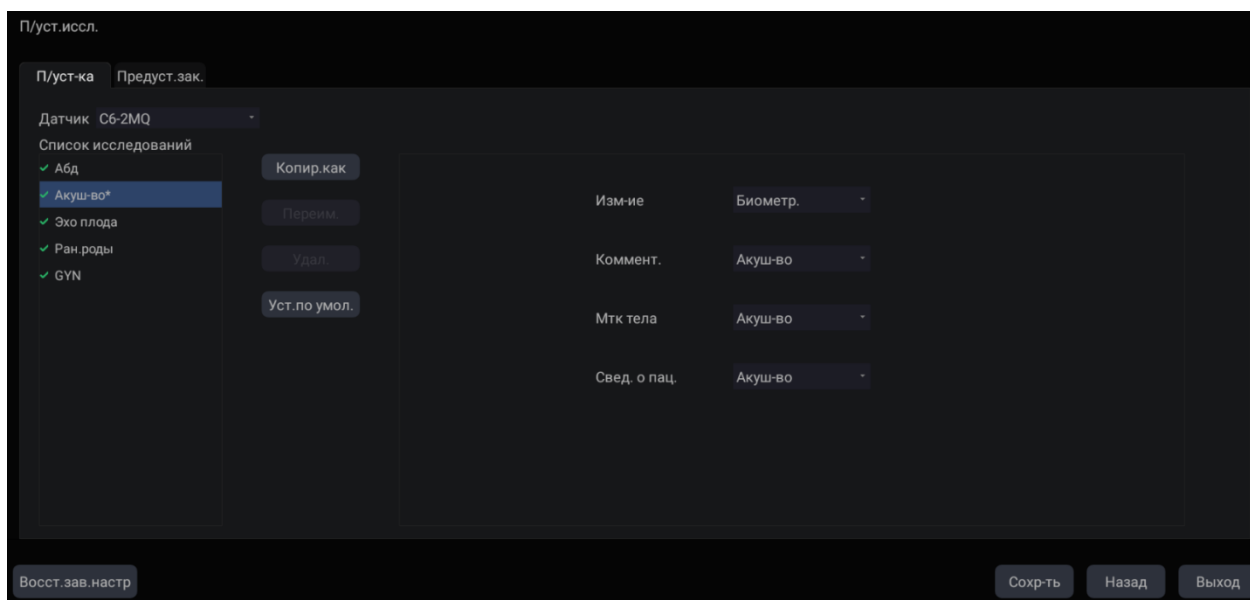 П/уст.иссл.
П/уст-ка Предуст.зак.
Датчик C6-2MQ
Список исследований
Абд
Акуш-во*
Эхо плода
Ран.роды
GYN
Копир.как
Переим.
Удал.
Уст.по умол.
Изм-ие Биометр.
Коммент. Акуш-во
Мтк тела Акуш-во
Свед. о пац. Акуш-во
Восст.зав.настр Сохр-ть Назад Выход